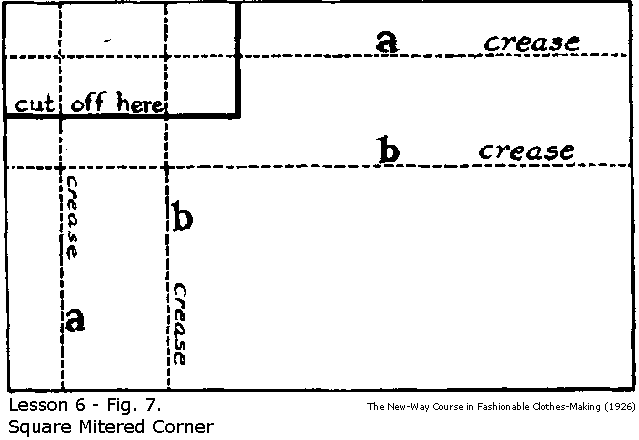 a crease
cut off here
b crease
crease
b
a
crease
Lesson 6 - Fig. 7.
Square Mitered Corner
The New-Way Course in Fashionable Clothes-Making (1926)